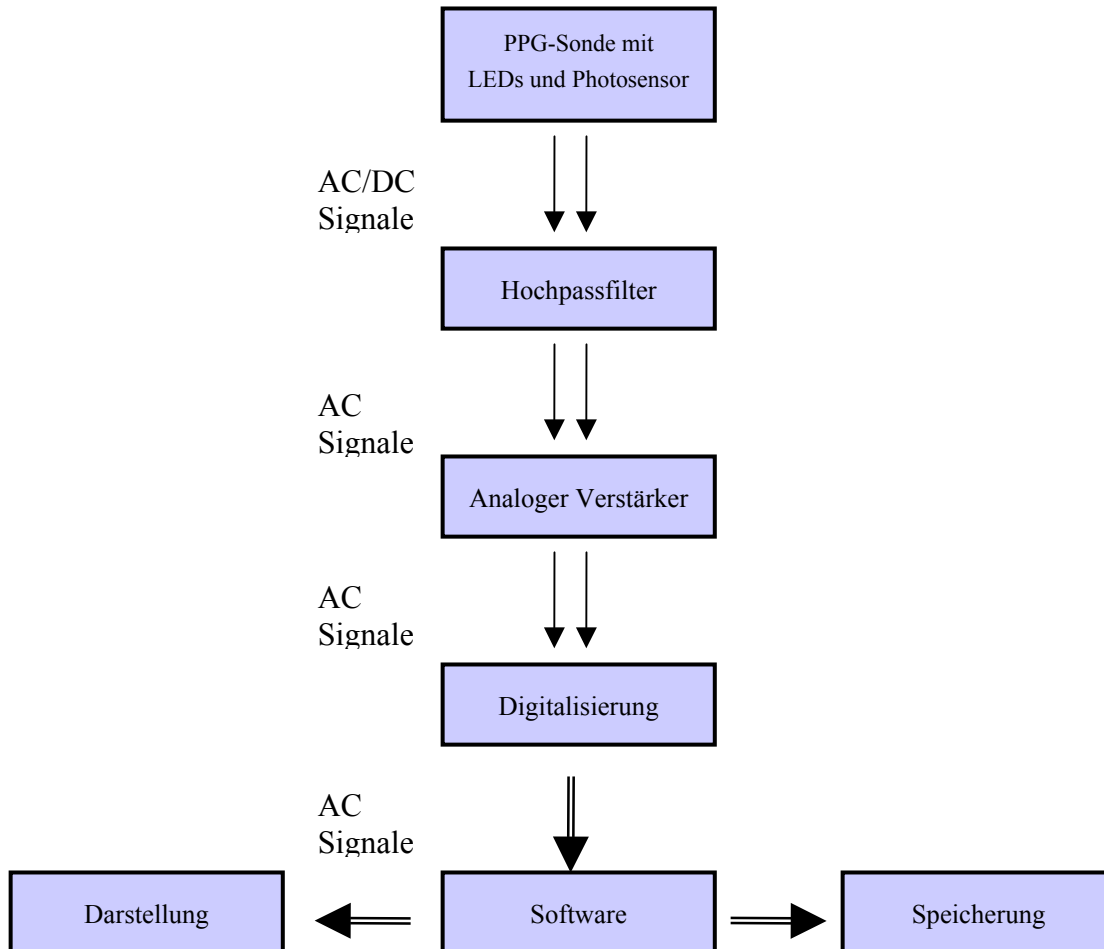 PPG-Sonde mit
LEDs und Photosensor
AC/DC
Signale
Hochpassfilter
AC
Signale
Analoger Verstärker
AC
Signale
Digitalisierung
AC
Signale
Darstellung
Software
Speicherung